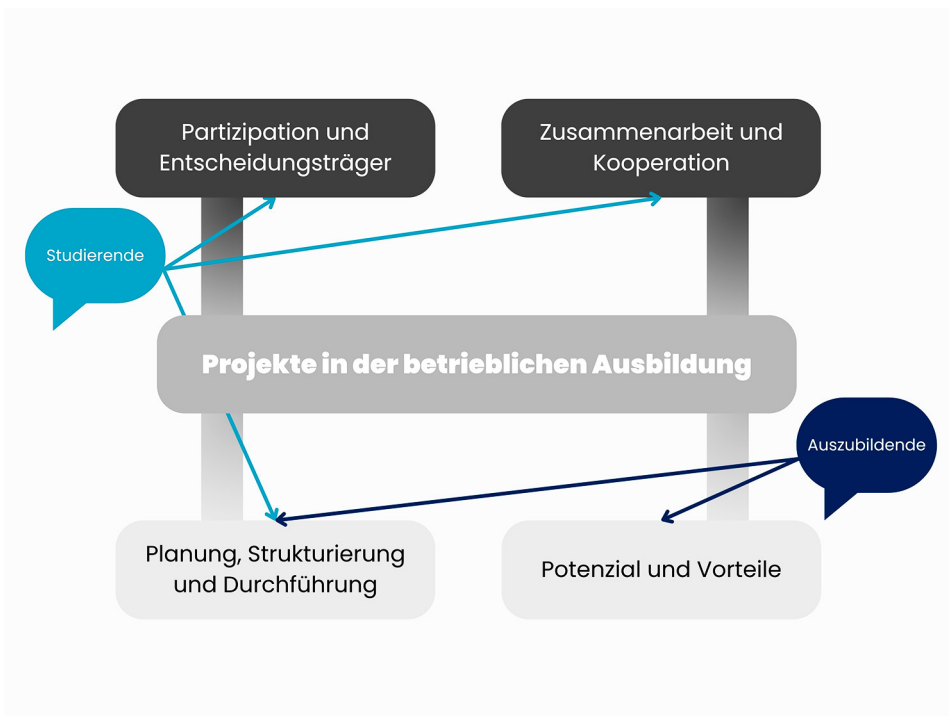 Partizipation und
Entscheidungsträger
Zusammenarbeit und
Kooperation
Studierende
Projekte in der betrieblichen Ausbildung
Auszubildende
Planung, Strukturierung
und Durchführung
Potenzial und Vorteile